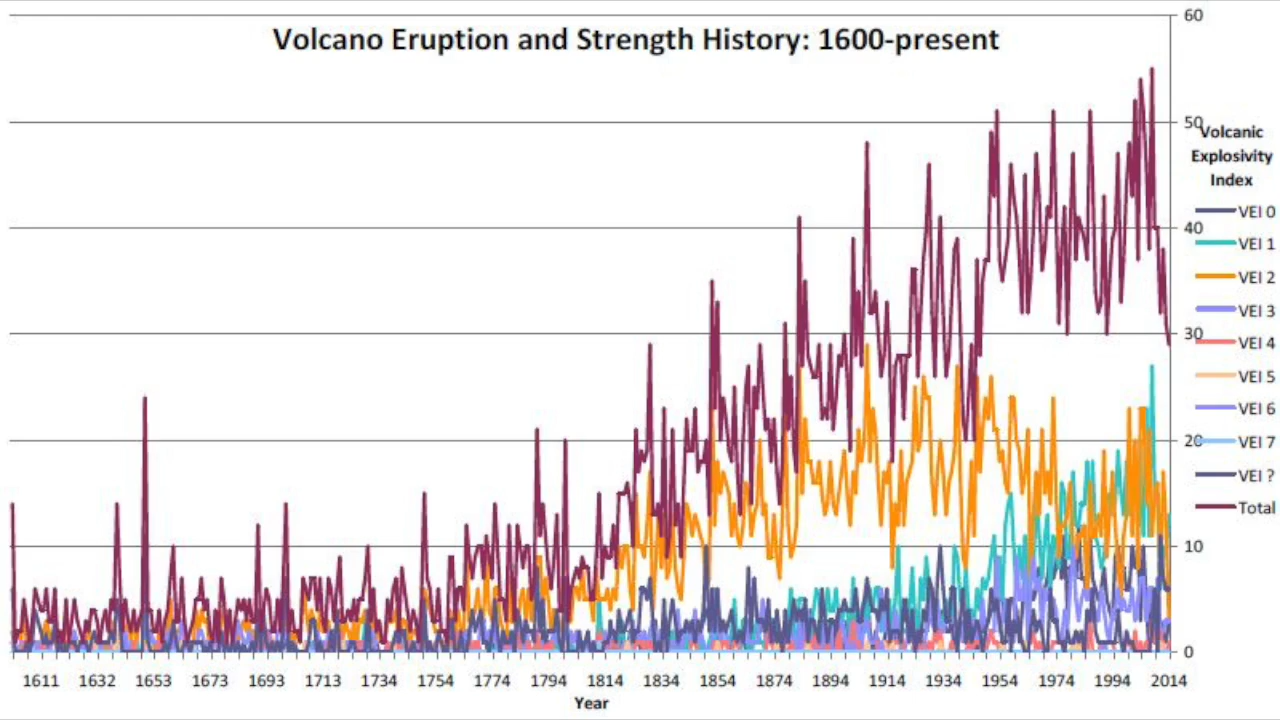 Volcano Eruption and Strength History: 1600-present
60
50
40
30
20
10
0
Volcanic
Explosivity
Index
VEI 0
VEI 1
VEI 2
VEI 3
VEI 4
VEI 5
VEI 6
VEI 7
VEI ?
Total
1611 1632 1653 1673 1693 1713 1734 1754 1774 1794 1814 1834 1854 1874 1894 1914 1934 1954 1974 1994 2014
Year